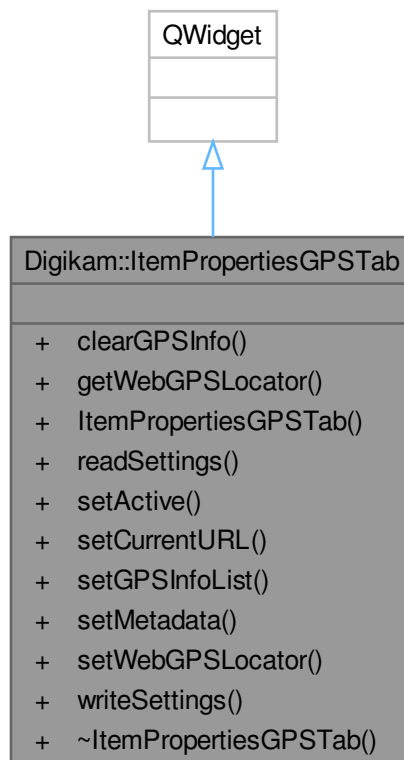 QWidget
Digikam::ItemPropertiesGPSTab
+ clearGPSInfo()
+ getWebGPSLocator()
+ ItemPropertiesGPSTab()
+ readSettings()
+ setActive()
+ setCurrentURL()
+ setGPSInfoList()
+ setMetadata()
+ setWebGPSLocator()
+ writeSettings()
+ ~ItemPropertiesGPSTab()